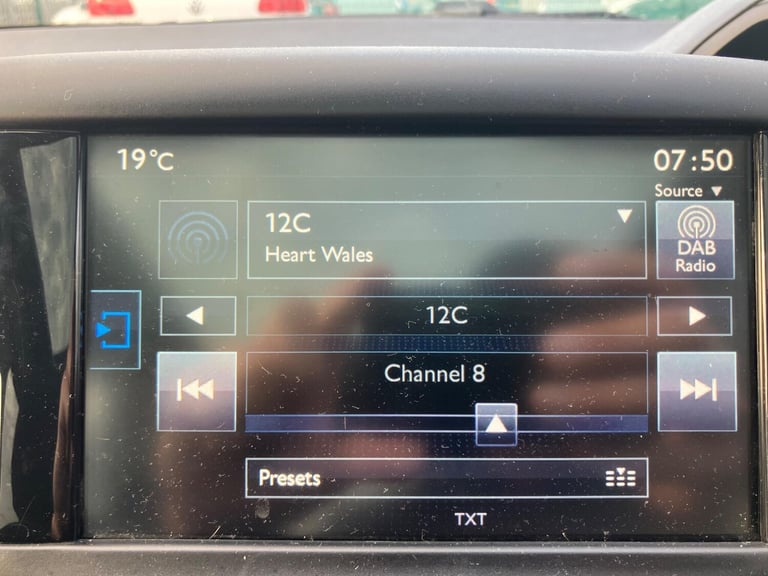 19°C
07:50
Source
12C
Heart Wales
DAB
Radio
12C
Channel 8
Presets
TXT